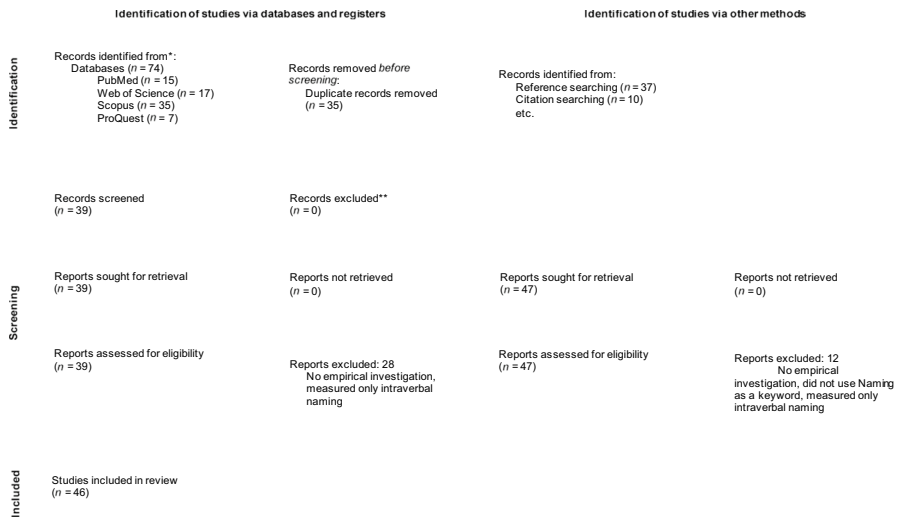 Identification of studies via databases and registers
Identification of studies via other methods
Identification
Records identified from*:
Databases (n = 74)
PubMed (n = 15)
Web of Science (n = 17)
Scopus (n = 35)
ProQuest (n = 7)
Records removed before
screening:
Duplicate records removed
(n = 35)
Records identified from:
Reference searching (n = 37)
Citation searching (n = 10)
etc.
Screening
Records screened
(n = 39)
Records excluded**
(n = 0)
Reports sought for retrieval
(n = 39)
Reports not retrieved
(n = 0)
Reports sought for retrieval
(n = 47)
Reports not retrieved
(n = 0)
Reports assessed for eligibility
(n = 39)
Reports excluded: 28
No empirical investigation,
measured only intraverbal
naming
Reports assessed for eligibility
(n = 47)
Reports excluded: 12
No empirical
investigation, did not use Naming
as a keyword, measured only
intraverbal naming
Included
Studies included in review
(n = 46)